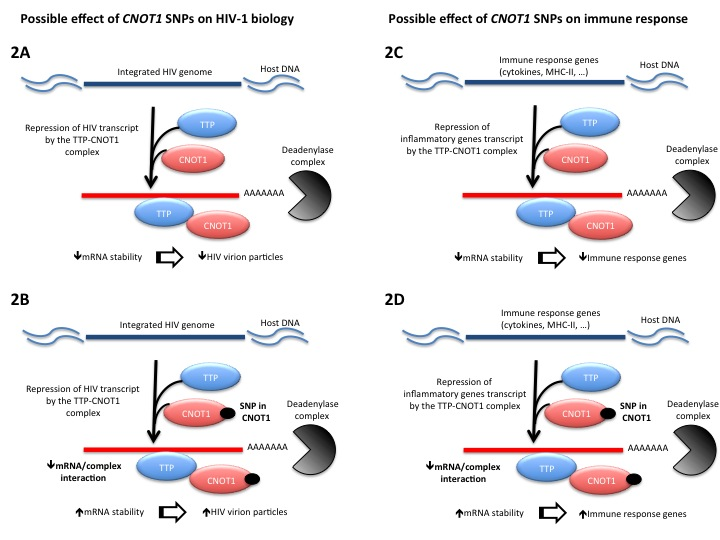 Possible effect of CNOT1 SNPs on HIV-1 biology
2A
Integrated HIV genome
Host DNA
Repression of HIV transcript
by the TTP-CNOT1
complex
TTP
CNOT1
Deadenylase
complex
AAAAAAA
TTP
CNOT1
↓mRNA stability
↓HIV virion particles
2B
Integrated HIV genome
Host DNA
Repression of HIV transcript
by the TTP-CNOT1
complex
TTP
CNOT1
SNP in
CNOT1
Deadenylase
complex
AAAAAAA
↓mRNA/complex
interaction
TTP
CNOT1
↑mRNA stability
↑HIV virion particles
Possible effect of CNOT1 SNPs on immune response
2C
Immune response genes
(cytokines, MHC-II, ...)
Host DNA
Repression of
inflammatory genes transcript
by the TTP-CNOT1 complex
TTP
CNOT1
Deadenylase
complex
AAAAAAA
TTP
CNOT1
↓mRNA stability
↓Immune response genes
2D
Immune response genes
(cytokines, MHC-II, ...)
Host DNA
Repression of
inflammatory genes transcript
by the TTP-CNOT1 complex
TTP
CNOT1
SNP in
CNOT1
Deadenylase
complex
AAAAAAA
↓mRNA/complex
interaction
TTP
CNOT1
↑mRNA stability
↑Immune response genes